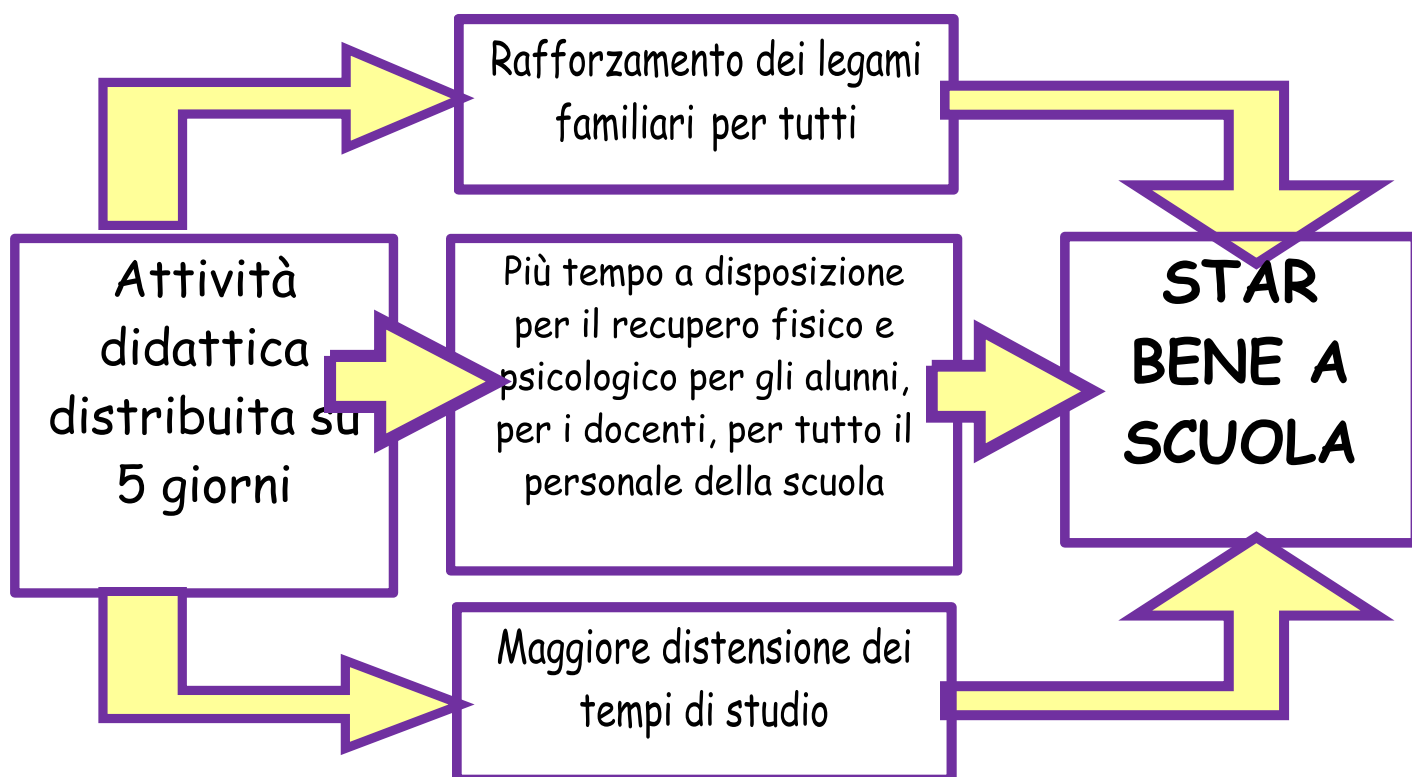 Rafforzamento dei legami
familiari per tutti
Attività
didattica
distribuita su
5 giorni
Più tempo a disposizione
per il recupero fisico e
psicologico per gli alunni,
per i docenti, per tutto il
personale della scuola
STAR
BENE A
SCUOLA
Maggiore distensione dei
tempi di studio